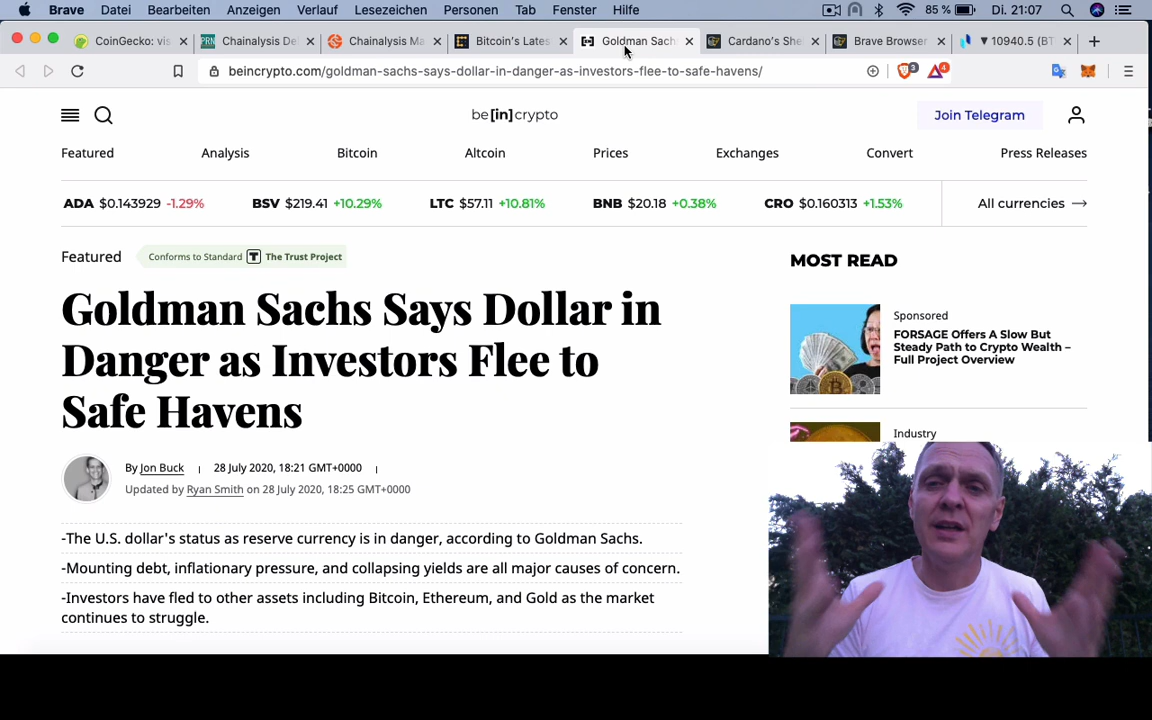 Brave Datei Bearbeiten Anzeigen Verlauf Lesezeichen Personen Tab Fenster Hilfe 85 % Di. 21:07
CoinGecko: vis Chainalysis De Chainalysis Ma Bitcoin's Lates Goldman Sach Cardano's She Brave Browser ▼ 10940.5 (BT
beincrypto.com/goldman-sachs-says-dollar-in-danger-as-investors-flee-to-safe-havens/ 3 4
be[in]crypto
Join Telegram
Featured Analysis Bitcoin Altcoin Prices Exchanges Convert Press Releases
ADA $0.143929 -1.29% BSV $219.41 +10.29% LTC $57.11 +10.81% BNB $20.18 +0.38% CRO $0.160313 +1.53% All currencies →
Featured Conforms to Standard T The Trust Project
Goldman Sachs Says Dollar in
Danger as Investors Flee to
Safe Havens
By Jon Buck | 28 July 2020, 18:21 GMT+0000 |
Updated by Ryan Smith on 28 July 2020, 18:25 GMT+0000
-The U.S. dollar's status as reserve currency is in danger, according to Goldman Sachs.
-Mounting debt, inflationary pressure, and collapsing yields are all major causes of concern.
-Investors have fled to other assets including Bitcoin, Ethereum, and Gold as the market
continues to struggle.
MOST READ
Sponsored
FORSAGE Offers A Slow But
Steady Path to Crypto Wealth –
Full Project Overview
Industry